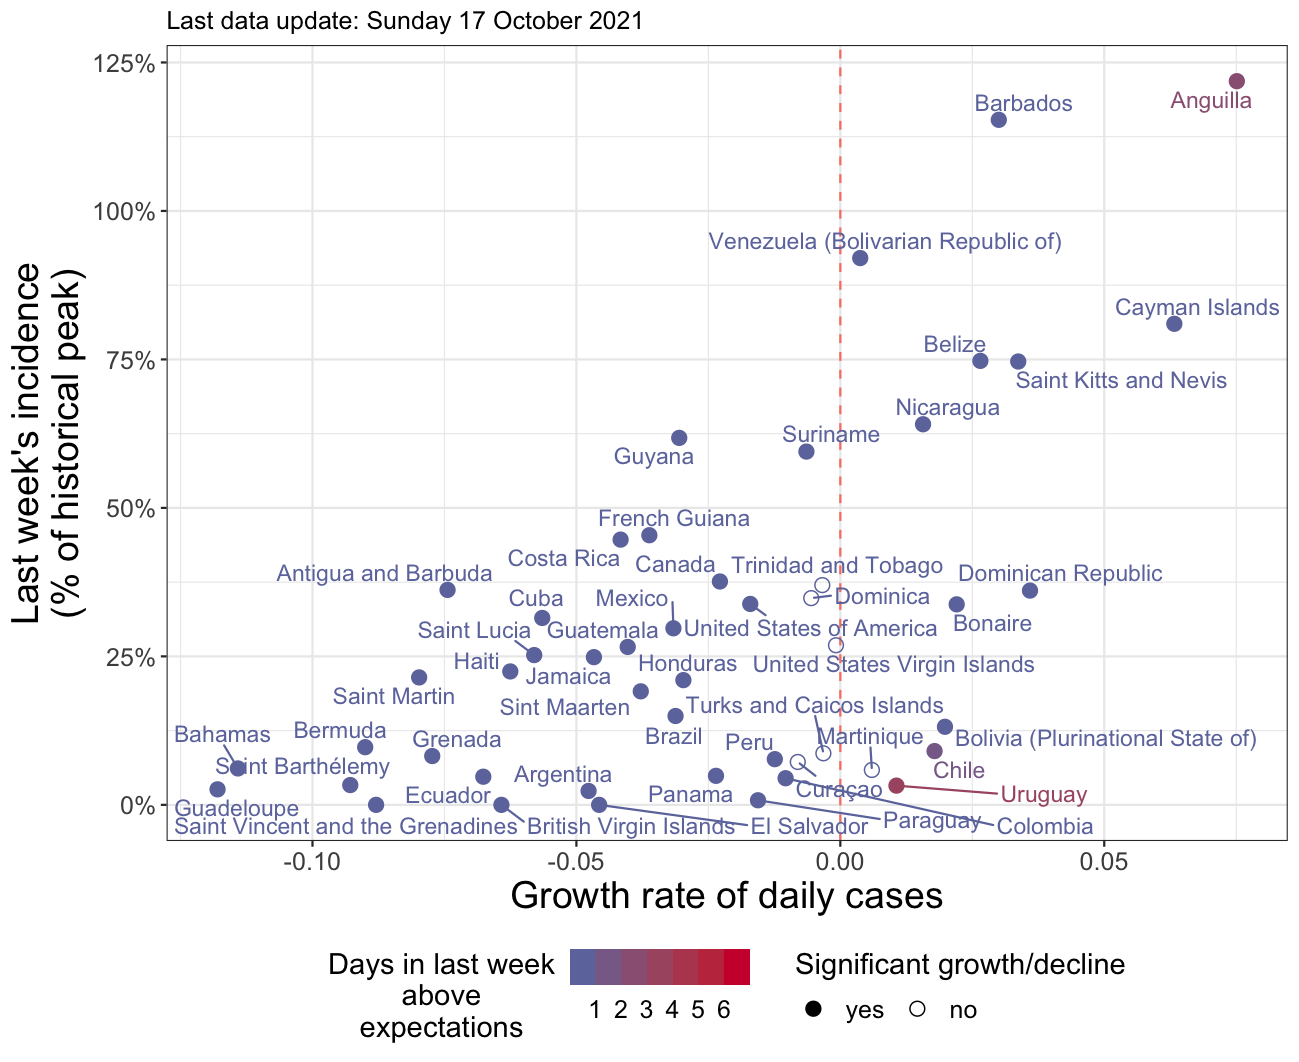 Last data update: Sunday 17 October 2021
Last week's incidence
(% of historical peak)
125%
100%
75%
50%
25%
0%
Barbados
Anguilla
Venezuela (Bolivarian Republic of)
Cayman Islands
Belize
Saint Kitts and Nevis
Nicaragua
Suriname
Guyana
French Guiana
Costa Rica
Canada
Trinidad and Tobago
Antigua and Barbuda
Dominican Republic
Cuba
Mexico
Dominica
Bonaire
Saint Lucia
Guatemala
United States of America
Haiti
Jamaica
Honduras
United States Virgin Islands
Saint Martin
Sint Maarten
Turks and Caicos Islands
Bahamas
Bermuda
Grenada
Brazil
Peru
Martinique
Bolivia (Plurinational State of)
Saint Barthélemy
Argentina
Chile
Guadeloupe
Ecuador
Panama
Curaçao
Uruguay
Saint Vincent and the Grenadines
British Virgin Islands
El Salvador
Paraguay
Colombia
-0.10
-0.05
0.00
0.05
Growth rate of daily cases
Days in last week
above
expectations
1 2 3 4 5 6
Significant growth/decline
yes
no